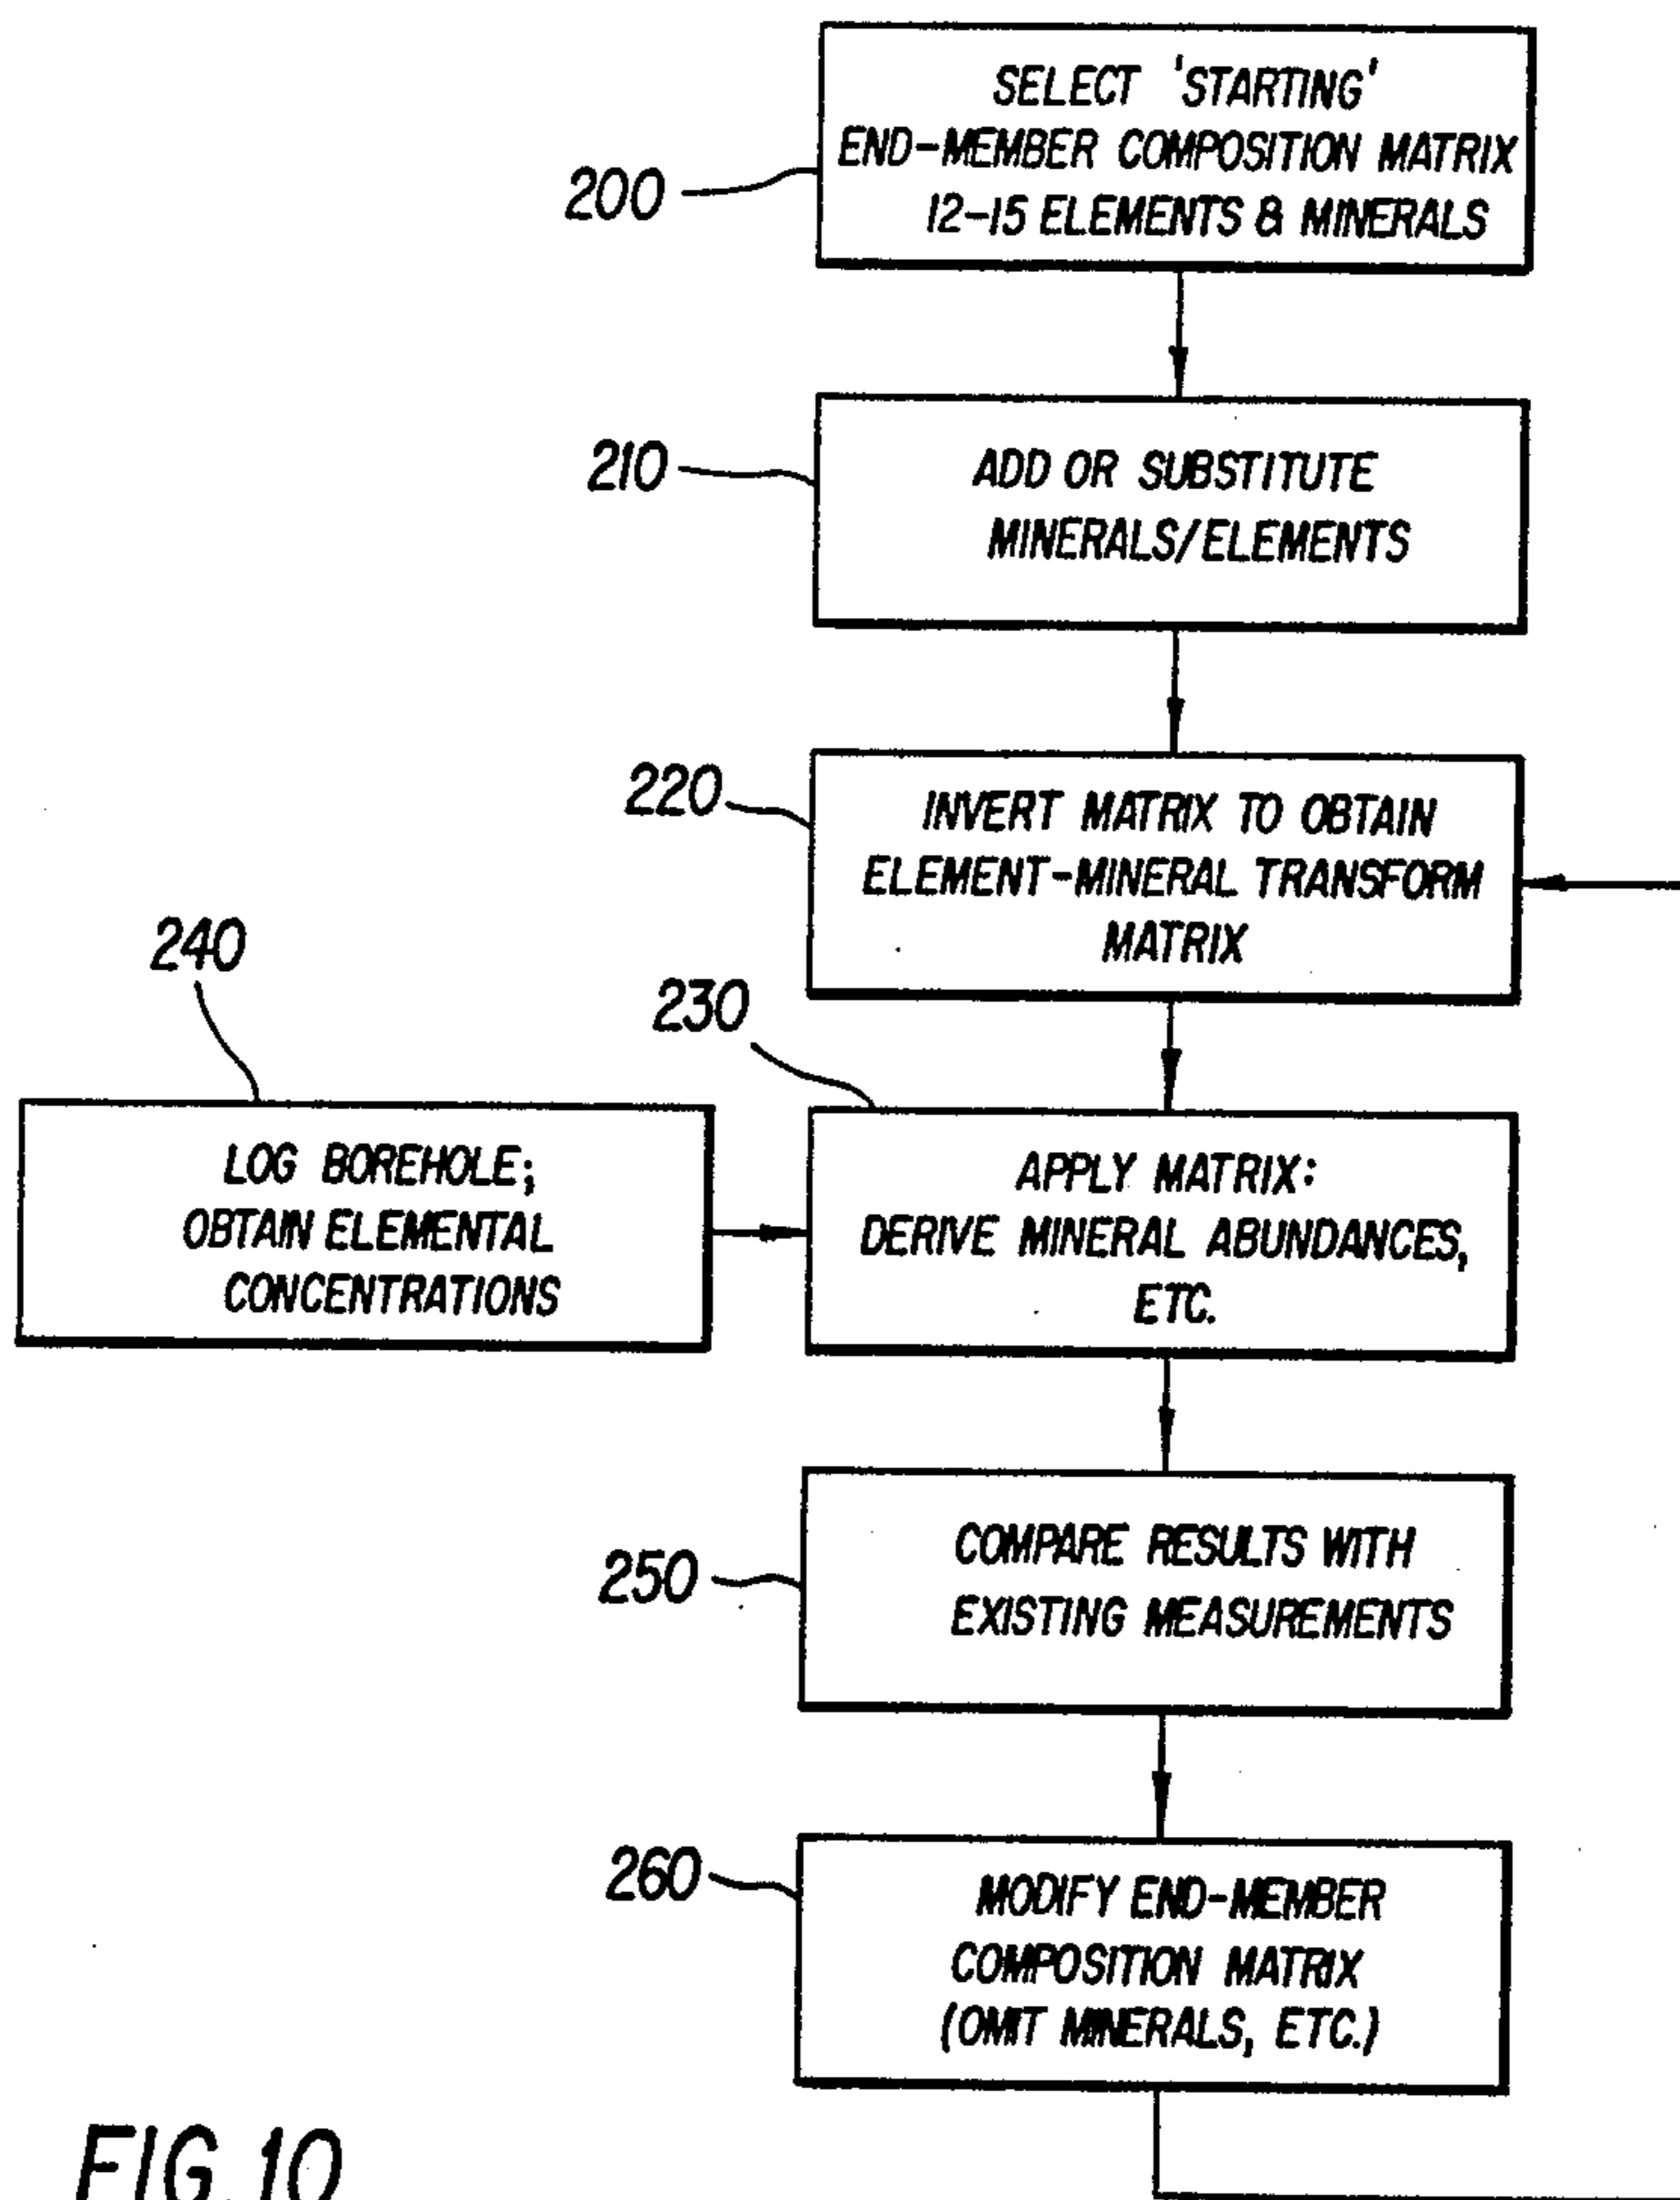 SELECT 'STARTING'
END-MEMBER COMPOSITION MATRIX
12-15 ELEMENTS & MINERALS
200
210
ADD OR SUBSTITUTE
MINERALS/ELEMENTS
220
INVERT MATRIX TO OBTAIN
ELEMENT-MINERAL TRANSFORM
MATRIX
240
230
LOG BOREHOLE;
OBTAIN ELEMENTAL
CONCENTRATIONS
APPLY MATRIX:
DERIVE MINERAL ABUNDANCES,
ETC.
250
COMPARE RESULTS WITH
EXISTING MEASUREMENTS
260
MODIFY END-MEMBER
COMPOSITION MATRIX
(OMIT MINERALS, ETC.)
FIG. 10